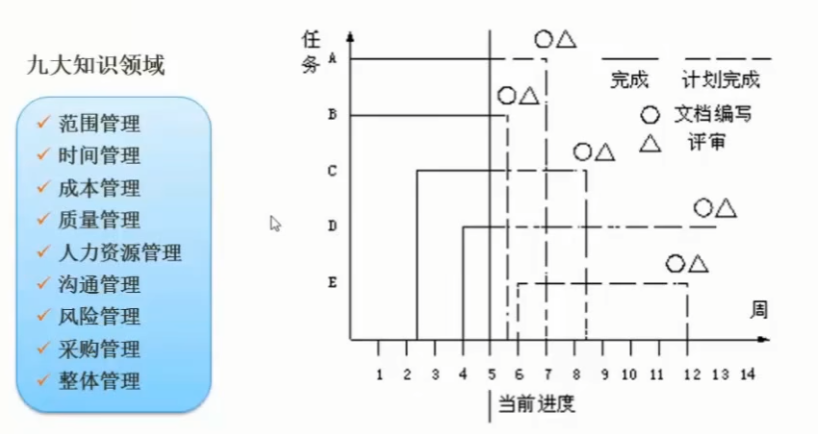 九大知识领域
范围管理
时间管理
成本管理
质量管理
人力资源管理
沟通管理
风险管理
采购管理
整体管理
任务
A
B
C
D
E
完成 计划完成
文档编写
评审
周
1 2 3 4 5 6 7 8 9 10 11 12 13 14
当前进度